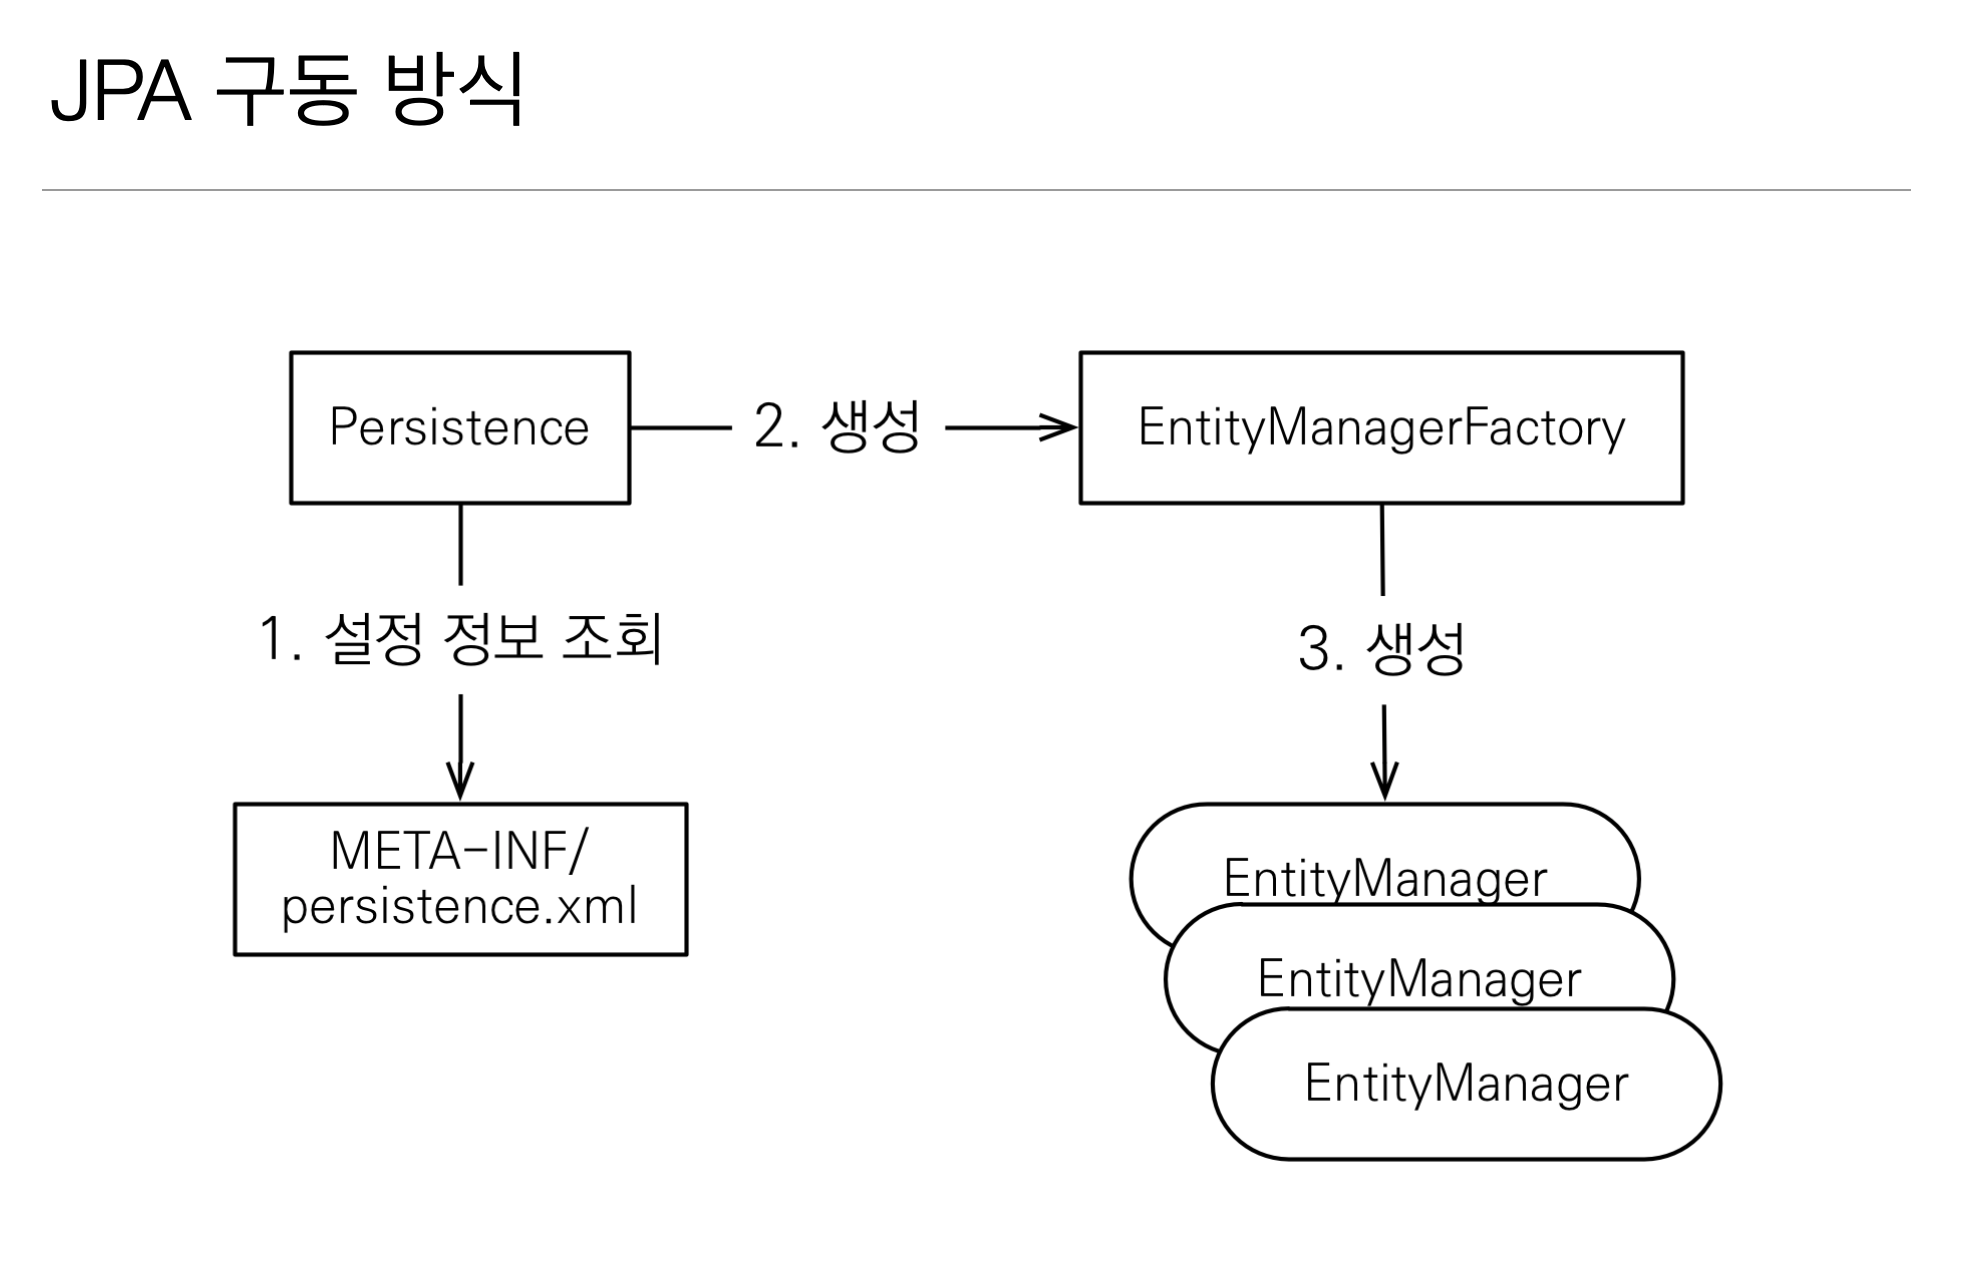 JPA 구동 방식
Persistence
2. 생성
EntityManagerFactory
1. 설정 정보 조회
3. 생성
META-INF/
persistence.xml
EntityManager
EntityManager
EntityManager